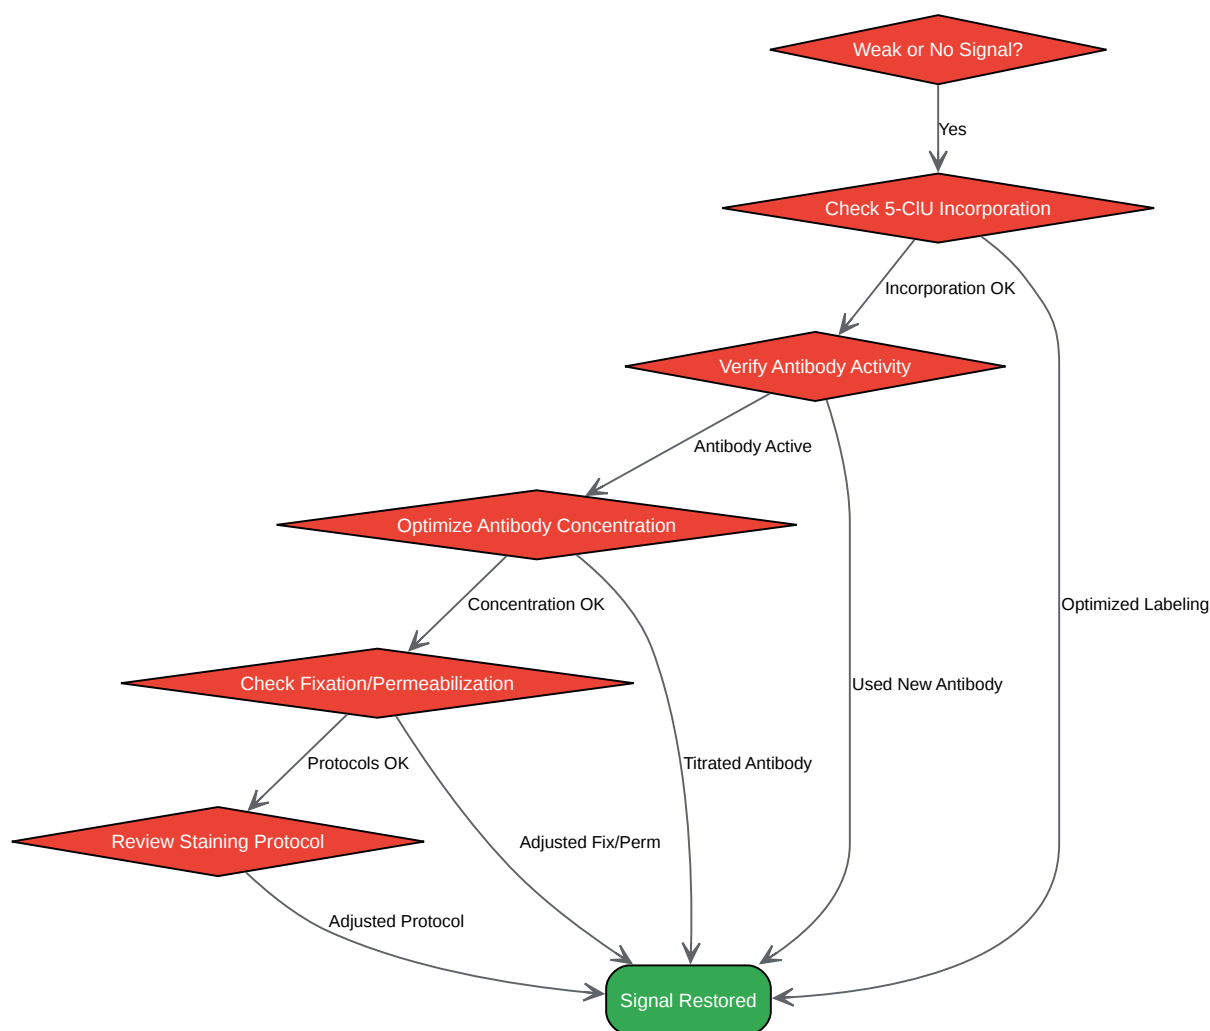 Weak or No Signal?
Yes
Check 5-ClU Incorporation
Incorporation OK
Verify Antibody Activity
Antibody Active
Optimize Antibody Concentration
Concentration OK
Optimized Labeling
Check Fixation/Permeabilization
Used New Antibody
Protocols OK
Titrated Antibody
Review Staining Protocol
Adjusted Fix/Perm
Adjusted Protocol
Signal Restored